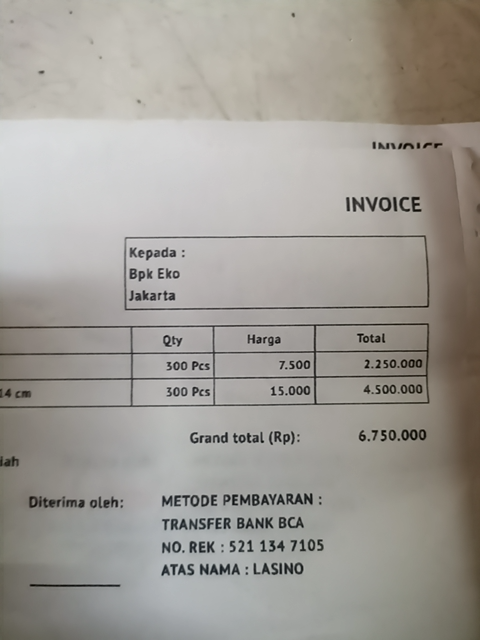 INVOICE
INVOICE
Kepada :
Bpk Eko
Jakarta
Qty Harga Total
300 Pcs 7.500 2.250.000
14 cm 300 Pcs 15.000 4.500.000
Grand total (Rp): 6.750.000
iah
Diterima oleh: METODE PEMBAYARAN :
TRANSFER BANK BCA
NO. REK : 521 134 7105
ATAS NAMA : LASINO